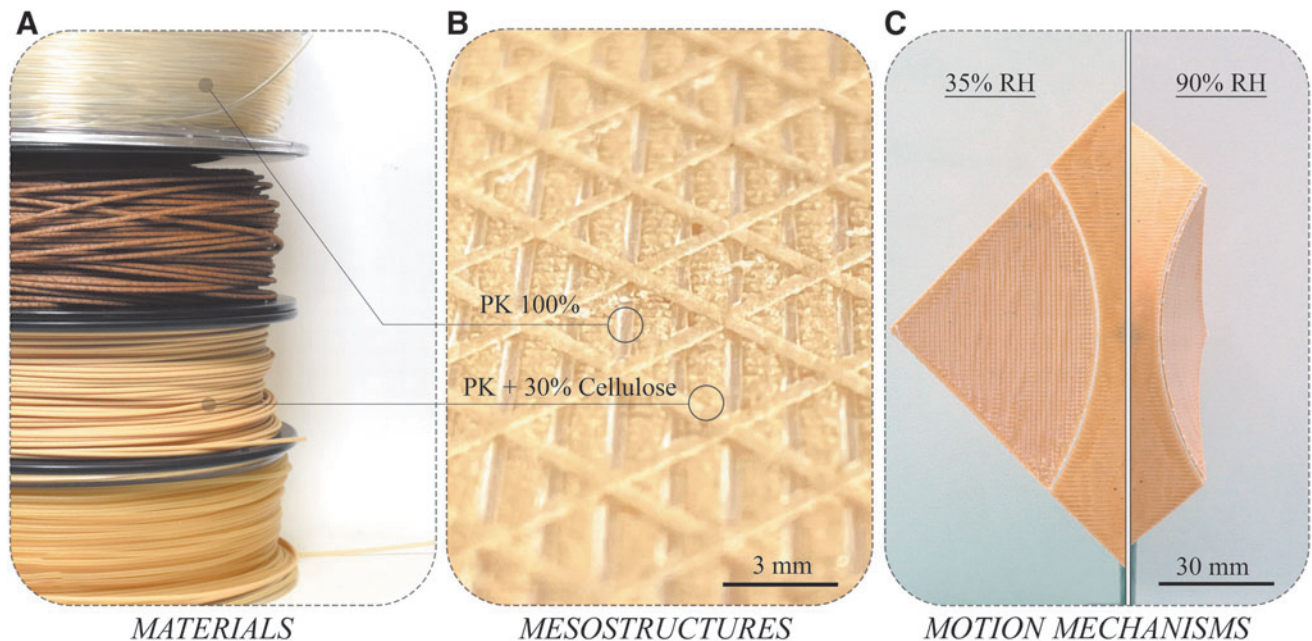 A
B
C
35% RH
90% RH
PK 100%
PK + 30% Cellulose
3 mm
30 mm
MATERIALS
MESOSTRUCTURES
MOTION MECHANISMS